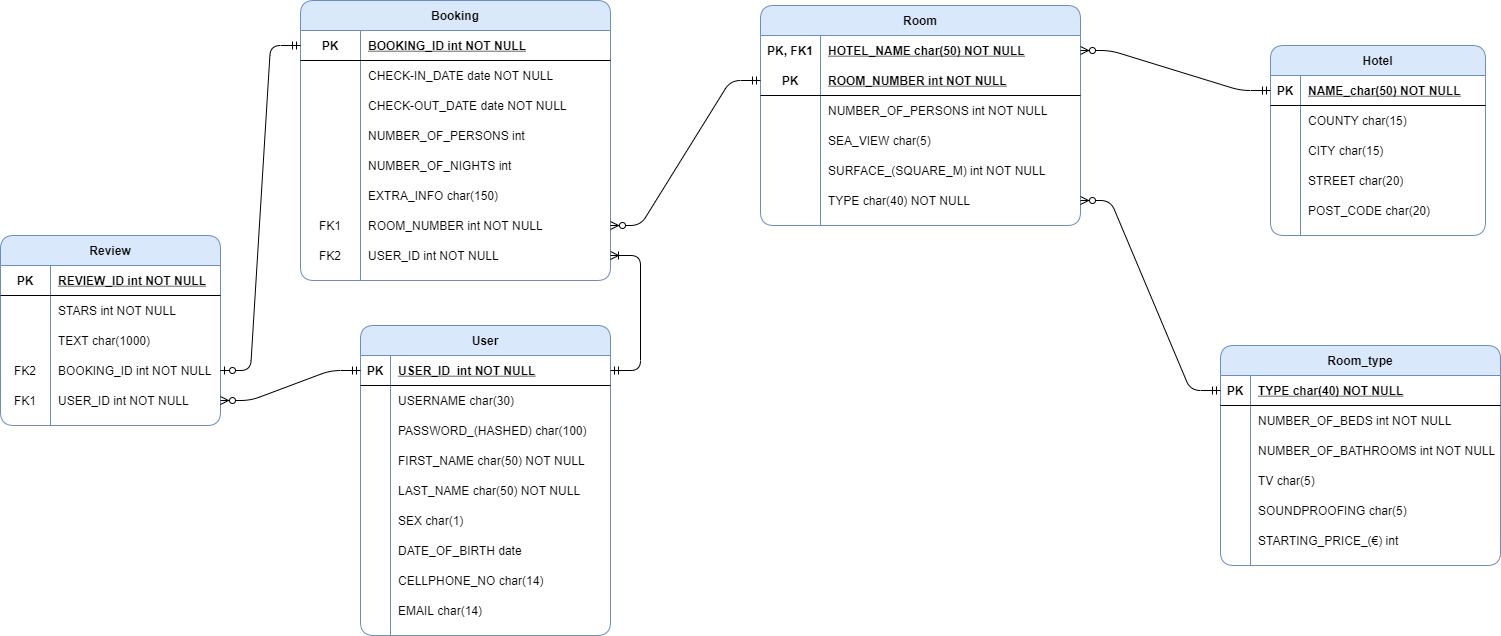 Booking
PK BOOKING_ID int NOT NULL
CHECK-IN_DATE date NOT NULL
CHECK-OUT_DATE date NOT NULL
NUMBER_OF_PERSONS int
NUMBER_OF_NIGHTS int
EXTRA_INFO char(150)
FK1 ROOM_NUMBER int NOT NULL
FK2 USER_ID int NOT NULL
Room
PK, FK1 HOTEL_NAME char(50) NOT NULL
PK ROOM_NUMBER int NOT NULL
NUMBER_OF_PERSONS int NOT NULL
SEA_VIEW char(5)
SURFACE_(SQUARE_M) int NOT NULL
TYPE char(40) NOT NULL
Hotel
PK NAME_char(50) NOT NULL
COUNTY char(15)
CITY char(15)
STREET char(20)
POST_CODE char(20)
Review
PK REVIEW_ID int NOT NULL
STARS int NOT NULL
TEXT char(1000)
FK2 BOOKING_ID int NOT NULL
FK1 USER_ID int NOT NULL
User
PK USER_ID int NOT NULL
USERNAME char(30)
PASSWORD_(HASHED) char(100)
FIRST_NAME char(50) NOT NULL
LAST_NAME char(50) NOT NULL
SEX char(1)
DATE_OF_BIRTH date
CELLPHONE_NO char(14)
EMAIL char(14)
Room_type
PK TYPE char(40) NOT NULL
NUMBER_OF_BEDS int NOT NULL
NUMBER_OF_BATHROOMS int NOT NULL
TV char(5)
SOUNDPROOFING char(5)
STARTING_PRICE_(€) int